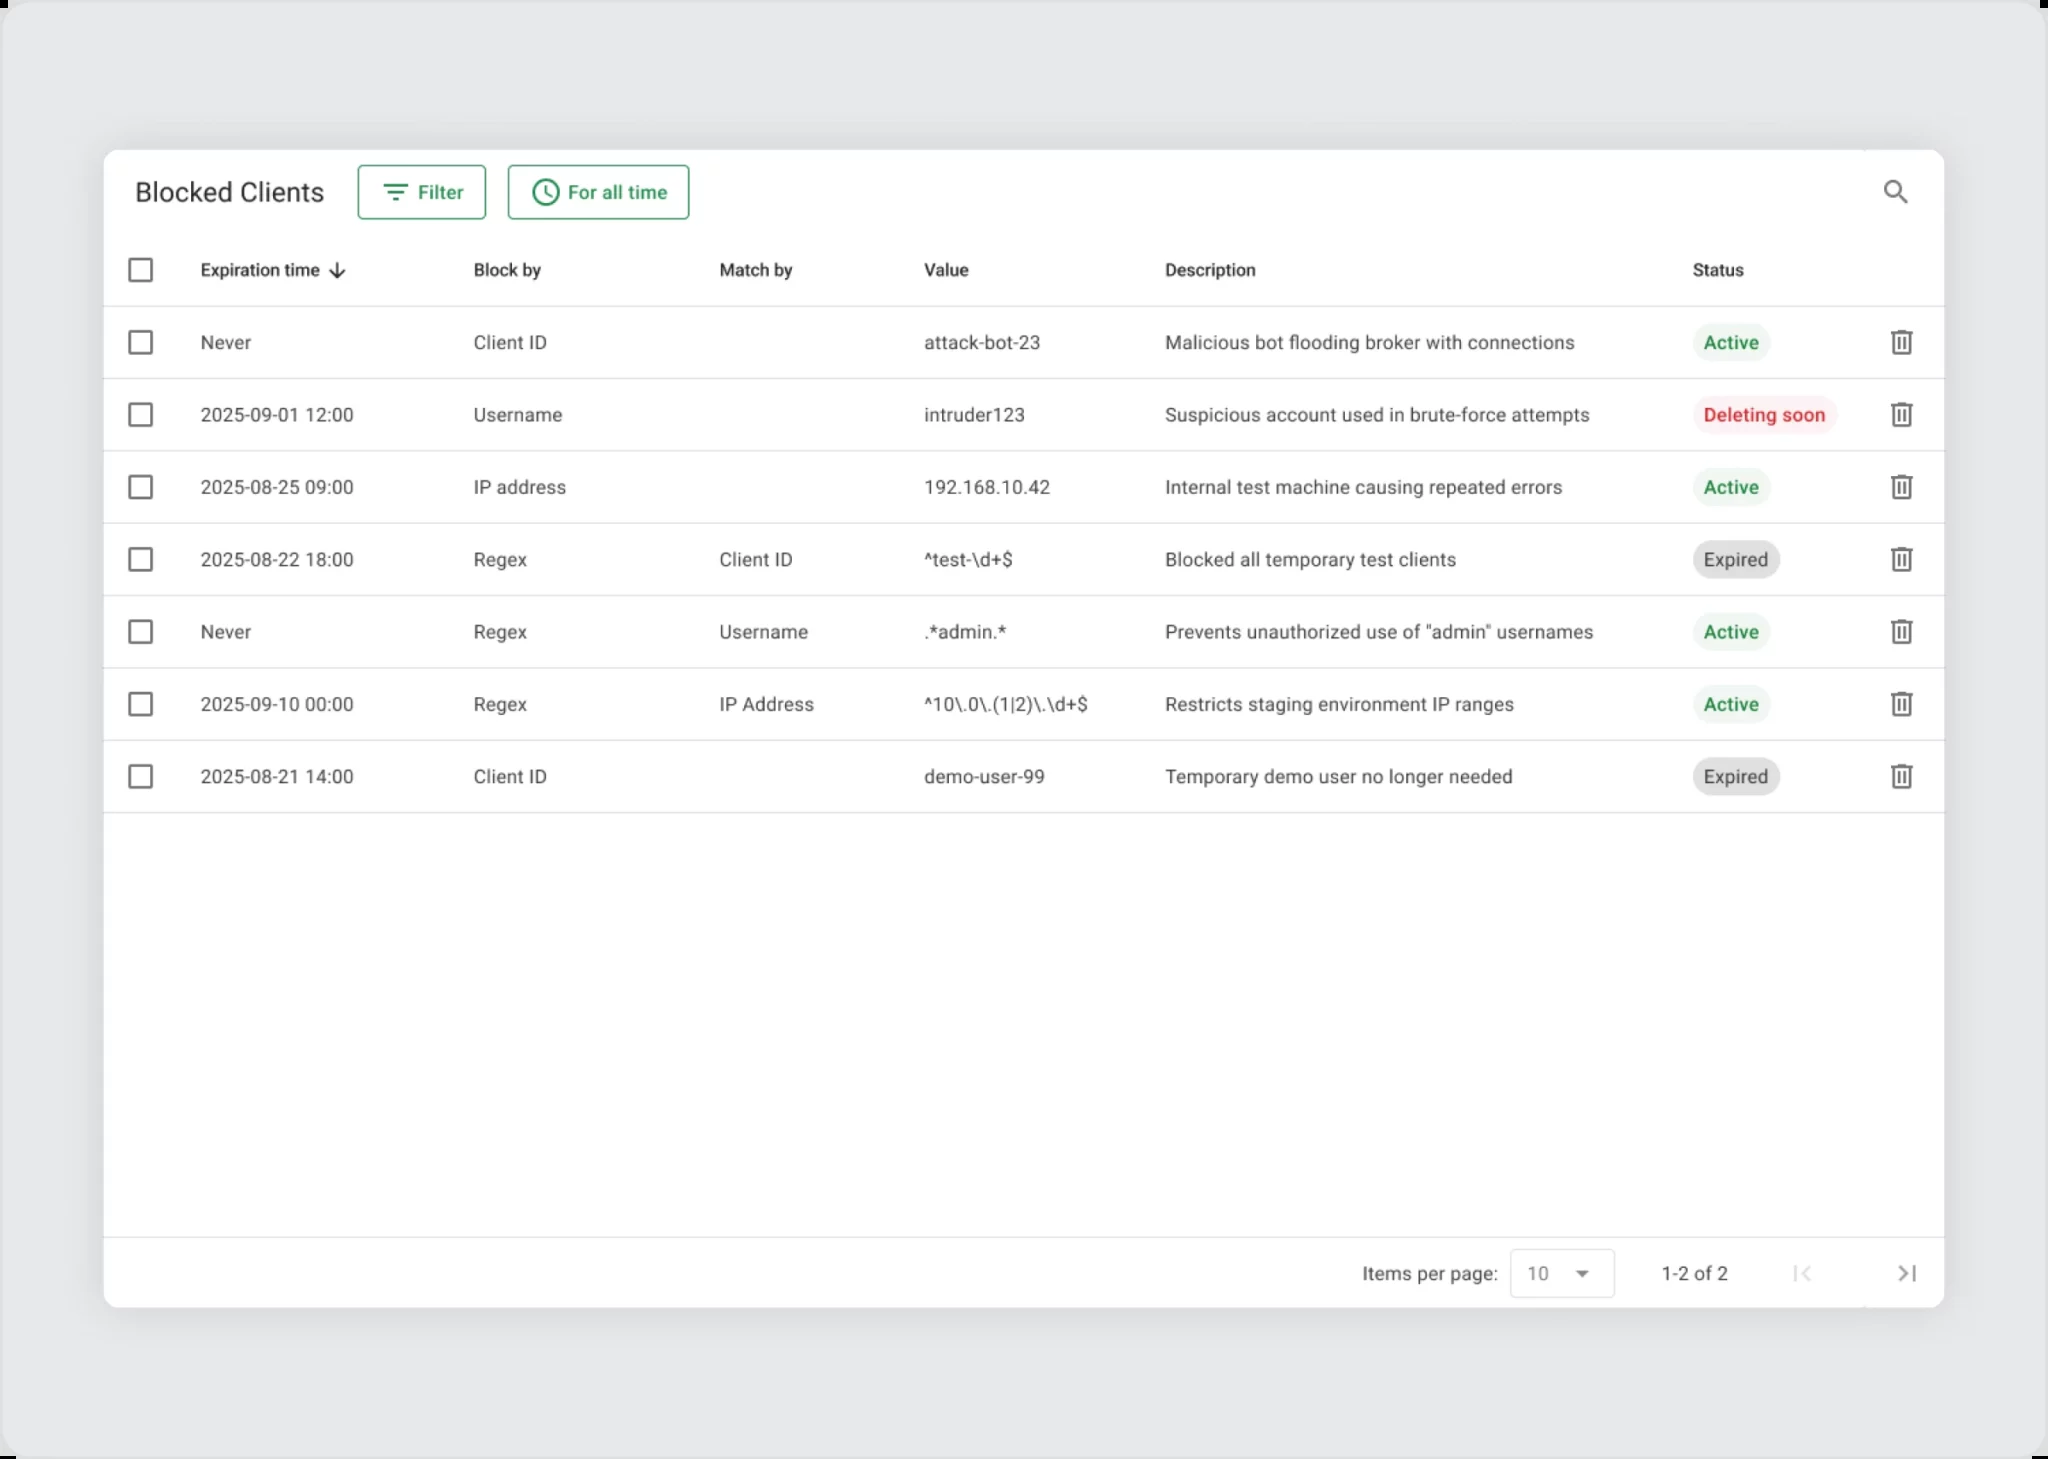 Blocked Clients Filter For all time
Expiration time Block by Match by Value Description Status
Never Client ID attack-bot-23 Malicious bot flooding broker with connections Active
2025-09-01 12:00 Username intruder123 Suspicious account used in brute-force attempts Deleting soon
2025-08-25 09:00 IP address 192.168.10.42 Internal test machine causing repeated errors Active
2025-08-22 18:00 Regex Client ID ^test-\d+$ Blocked all temporary test clients Expired
Never Regex Username .*admin.* Prevents unauthorized use of "admin" usernames Active
2025-09-10 00:00 Regex IP Address ^10\.0\.(1|2)\.\d+$ Restricts staging environment IP ranges Active
2025-08-21 14:00 Client ID demo-user-99 Temporary demo user no longer needed Expired
Items per page: 10 1-2 of 2